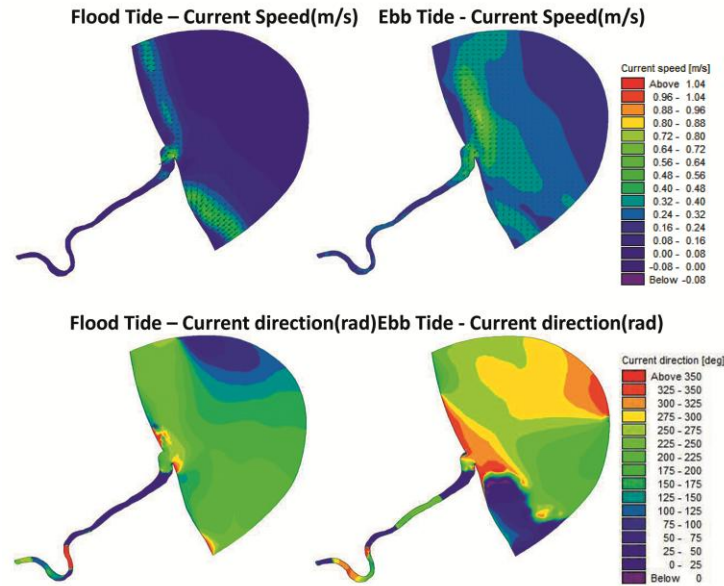 Flood Tide – Current Speed(m/s) Ebb Tide - Current Speed(m/s)
Current speed [m/s]
Above 1.04
0.96 - 1.04
0.88 - 0.96
0.80 - 0.88
0.72 - 0.80
0.64 - 0.72
0.56 - 0.64
0.48 - 0.56
0.40 - 0.48
0.32 - 0.40
0.24 - 0.32
0.16 - 0.24
0.08 - 0.16
0.00 - 0.08
-0.08 - 0.00
Below -0.08
Flood Tide – Current direction(rad) Ebb Tide - Current direction(rad)
Current direction [deg]
Above 350
325 - 350
300 - 325
275 - 300
250 - 275
225 - 250
200 - 225
175 - 200
150 - 175
125 - 150
100 - 125
75 - 100
50 - 75
25 - 50
0 - 25
Below 0